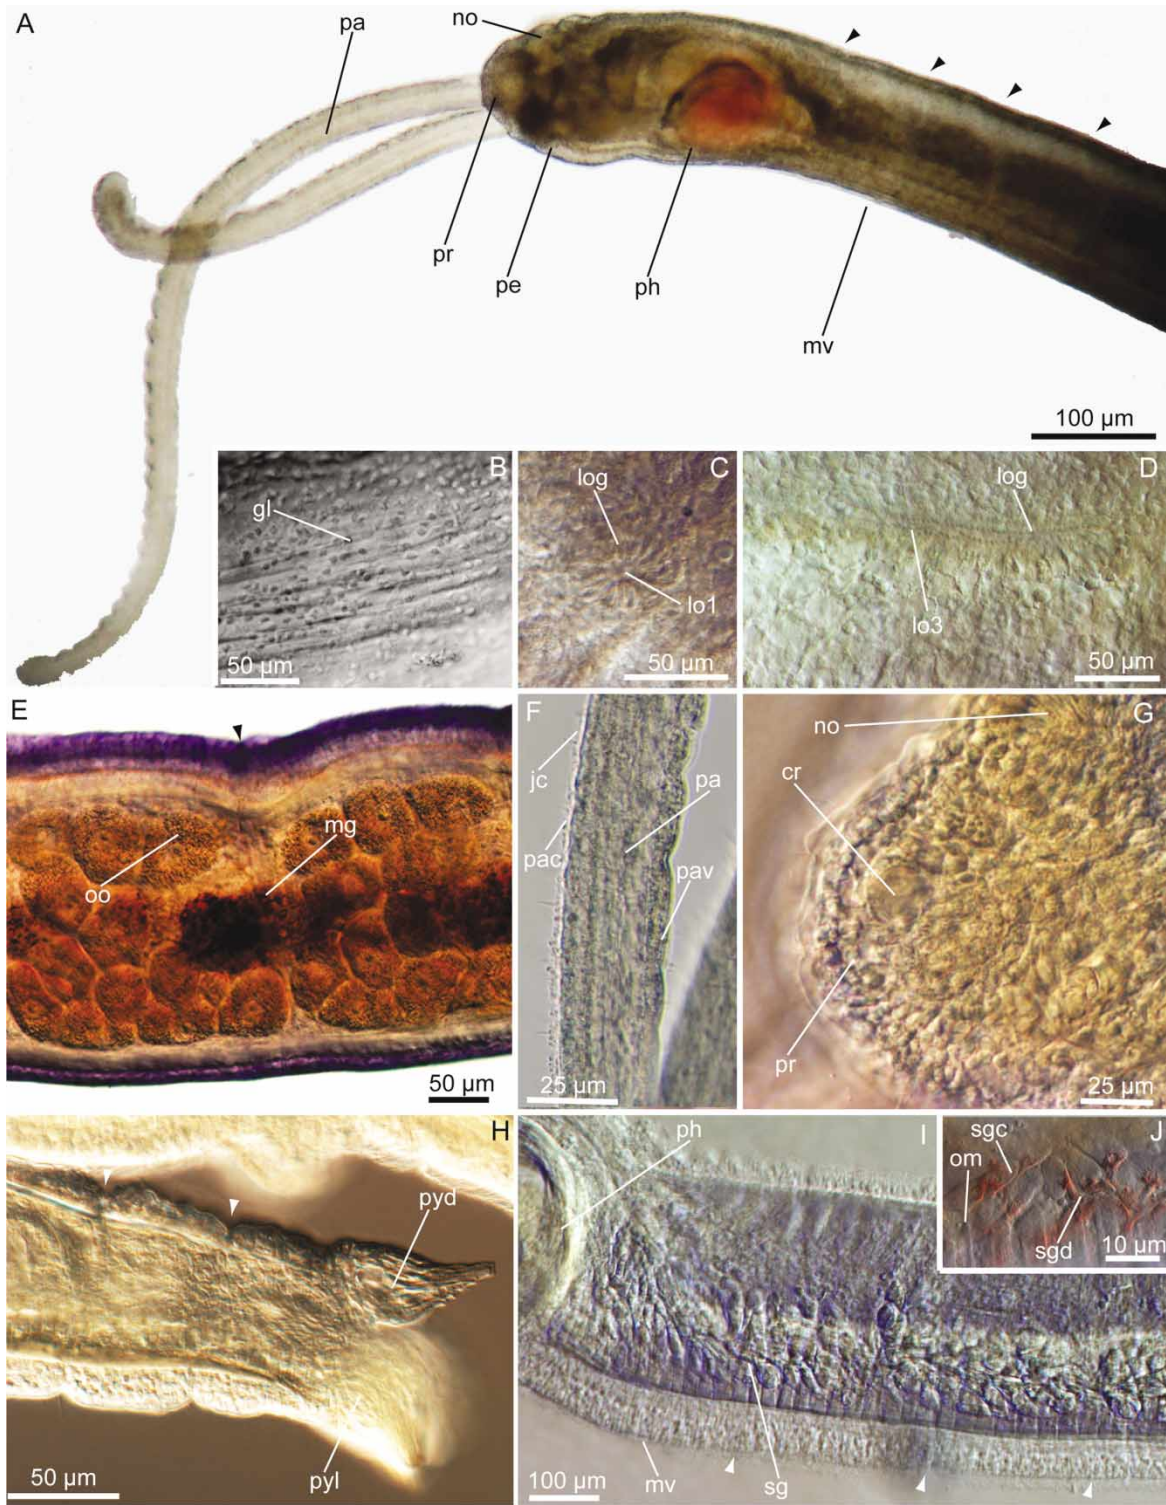 A
pa
no
pr
pe
ph
mv
100 µm
B
gl
50 µm
C
log
lo1
50 µm
D
log
lo3
50 µm
E
oo
mg
50 µm
F
jc
pa
pac
pav
25 µm
G
no
cr
pr
25 µm
H
pyd
pyl
50 µm
I
ph
mv
sg
100 µm
J
sgc
om
sgd
10 µm